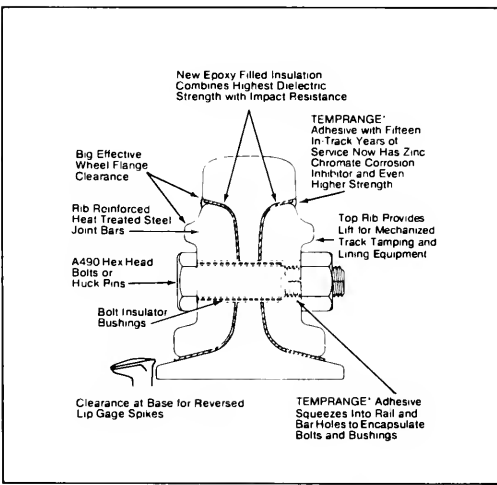 New Epoxy Filled Insulation
Combines Highest Dielectric
Strength with Impact Resistance
TEMPRANGE*
Adhesive with Fifteen
In-Track Years of
Service Now Has Zinc
Chromate Corrosion
Inhibitor and Even
Higher Strength
Big Effective
Wheel Flange
Clearance
Rib Reinforced
Heat Treated Steel
Joint Bars
Top Rib Provides
Lift for Mechanized
Track Tamping and
Lining Equipment
A490 Hex Head
Bolts or
Huck Pins
Bolt Insulator
Bushings
Clearance at Base for Reversed
Lip Gage Spikes
TEMPRANGE* Adhesive
Squeezes Into Rail and
Bar Holes to Encapsulate
Bolts and Bushings